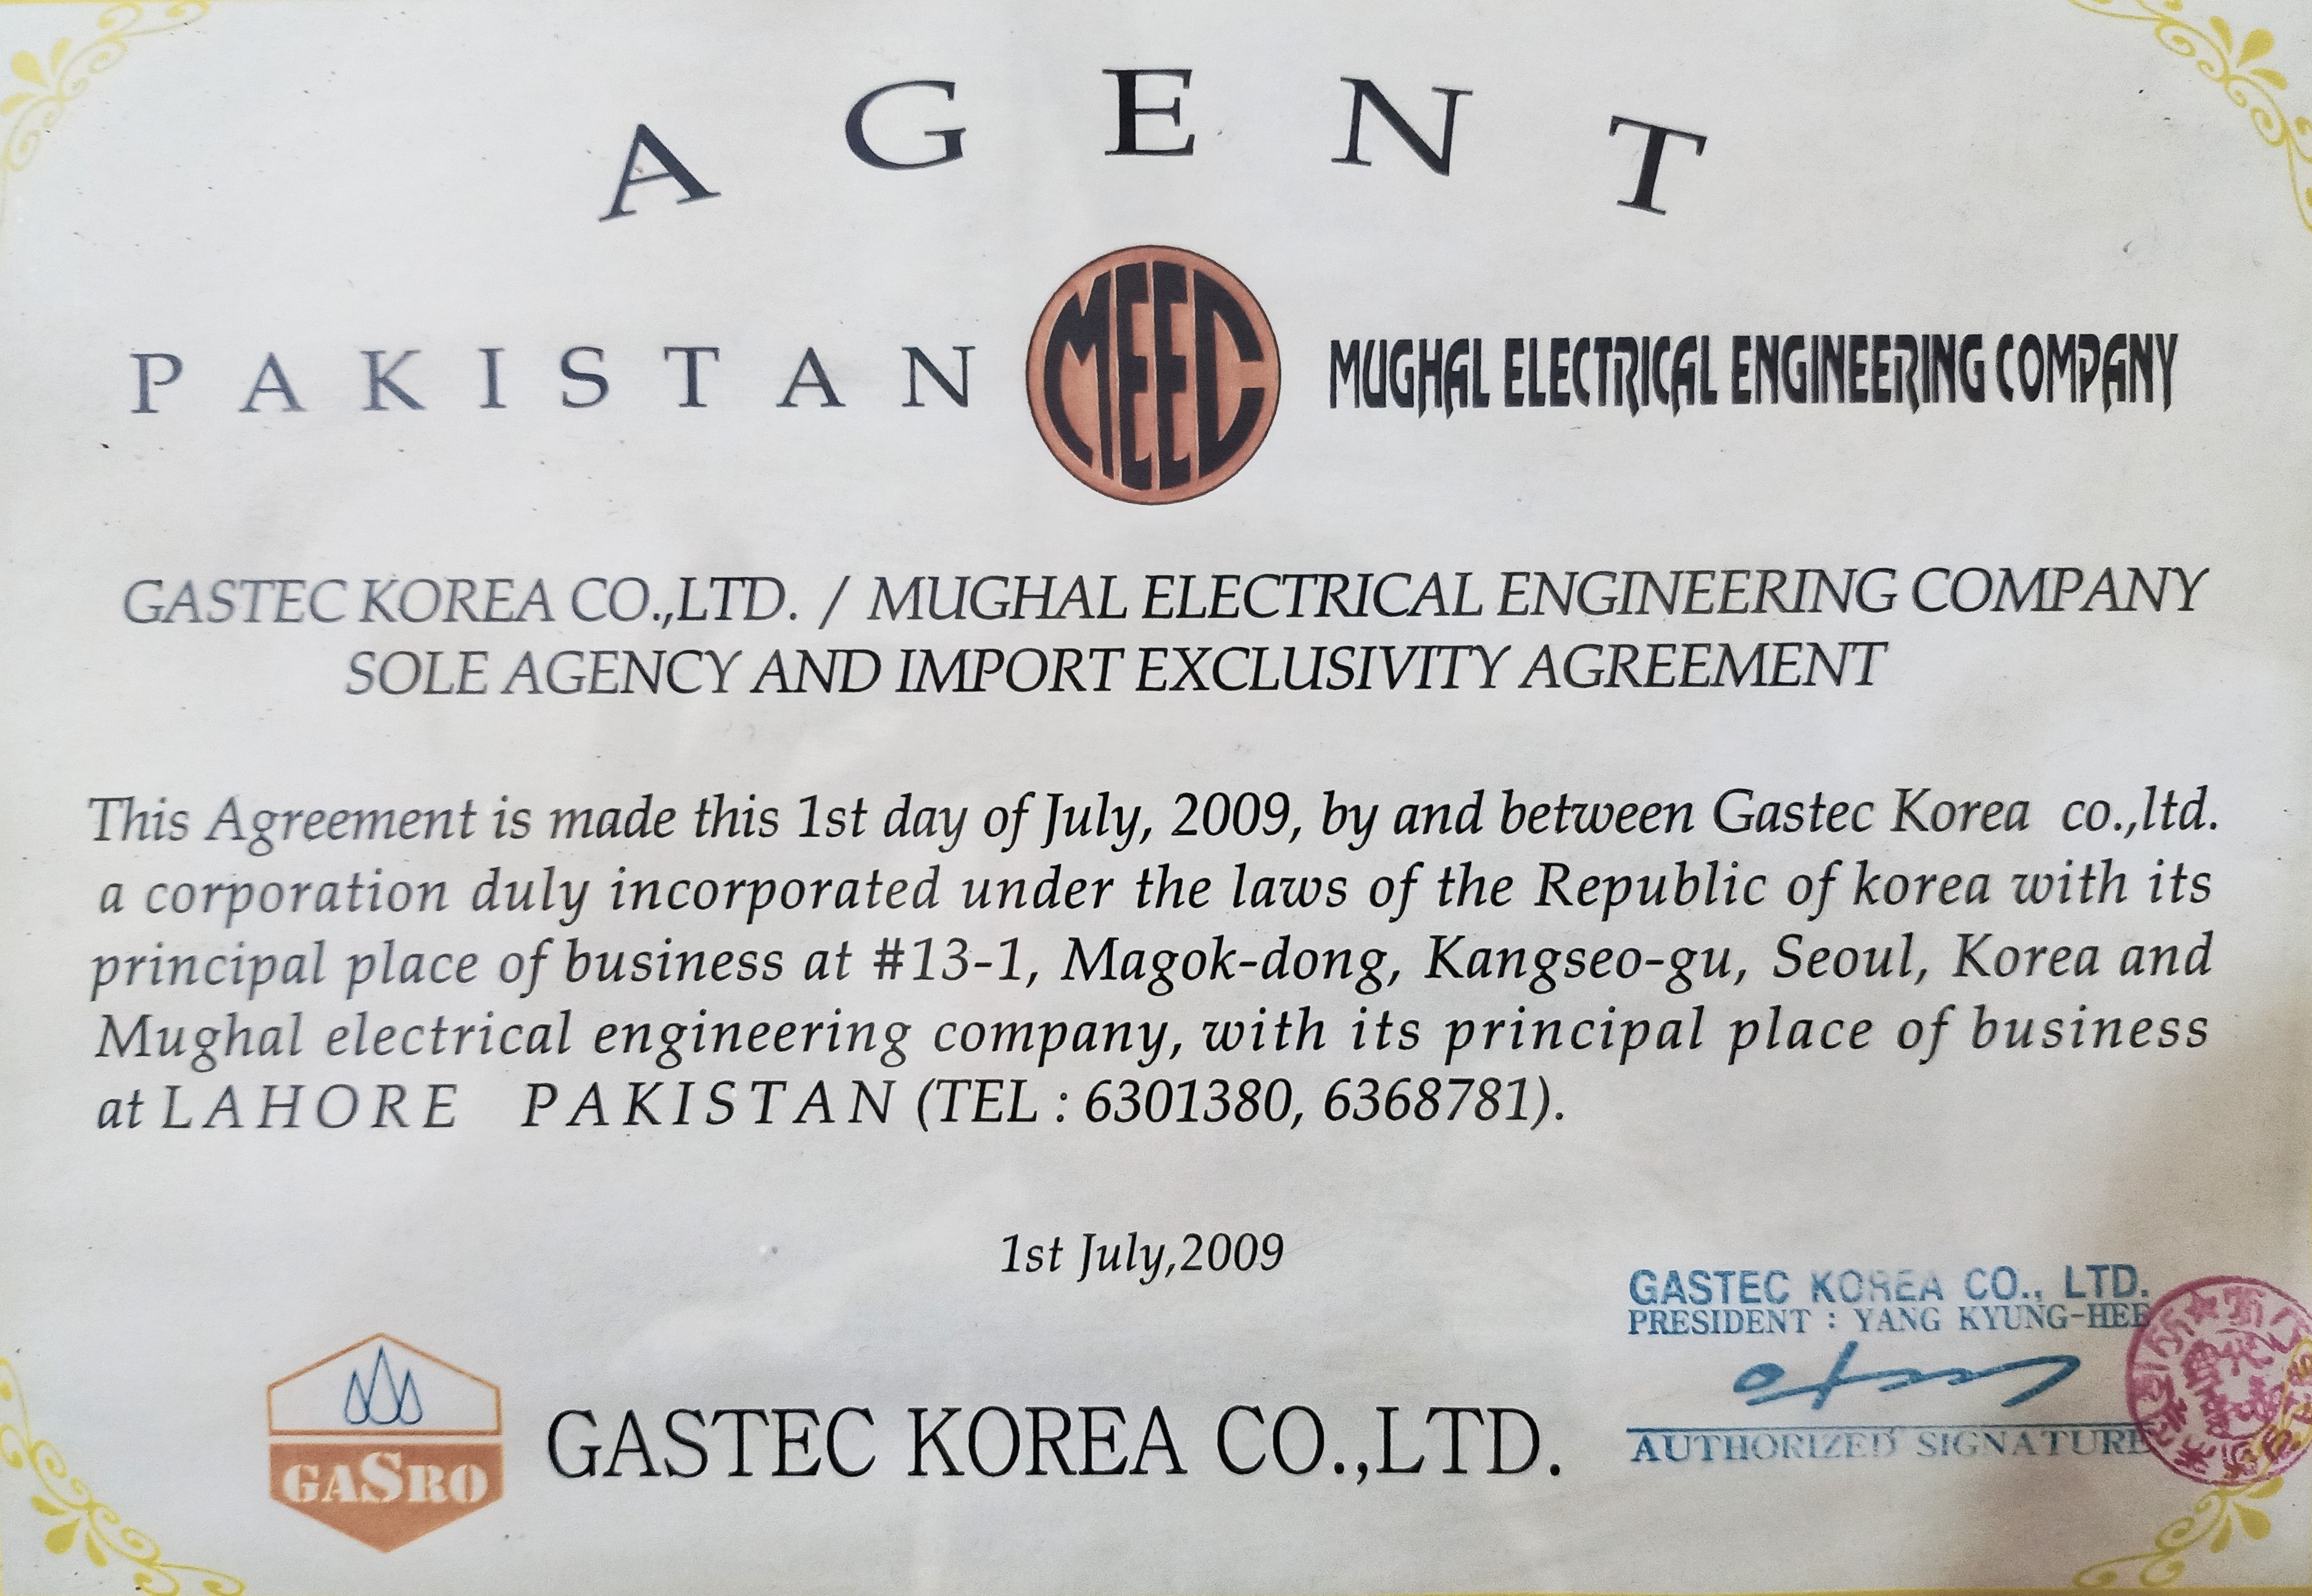 AGENT
PAKISTAN MEEC MUGHAL ELECTRICAL ENGINEERING COMPANY
GASTEC KOREA CO.,LTD. / MUGHAL ELECTRICAL ENGINEERING COMPANY
SOLE AGENCY AND IMPORT EXCLUSIVITY AGREEMENT
This Agreement is made this 1st day of July, 2009, by and between Gastec Korea co.,ltd.
a corporation duly incorporated under the laws of the Republic of korea with its
principal place of business at #13-1, Magok-dong, Kangseo-gu, Seoul, Korea and
Mughal electrical engineering company, with its principal place of business
at LAHORE PAKISTAN (TEL : 6301380, 6368781).
1st July,2009
GASTEC KOREA CO., LTD.
PRESIDENT : YANG KYUNG-HEE
AUTHORIZED SIGNATURE
GASRO
GASTEC KOREA CO.,LTD.